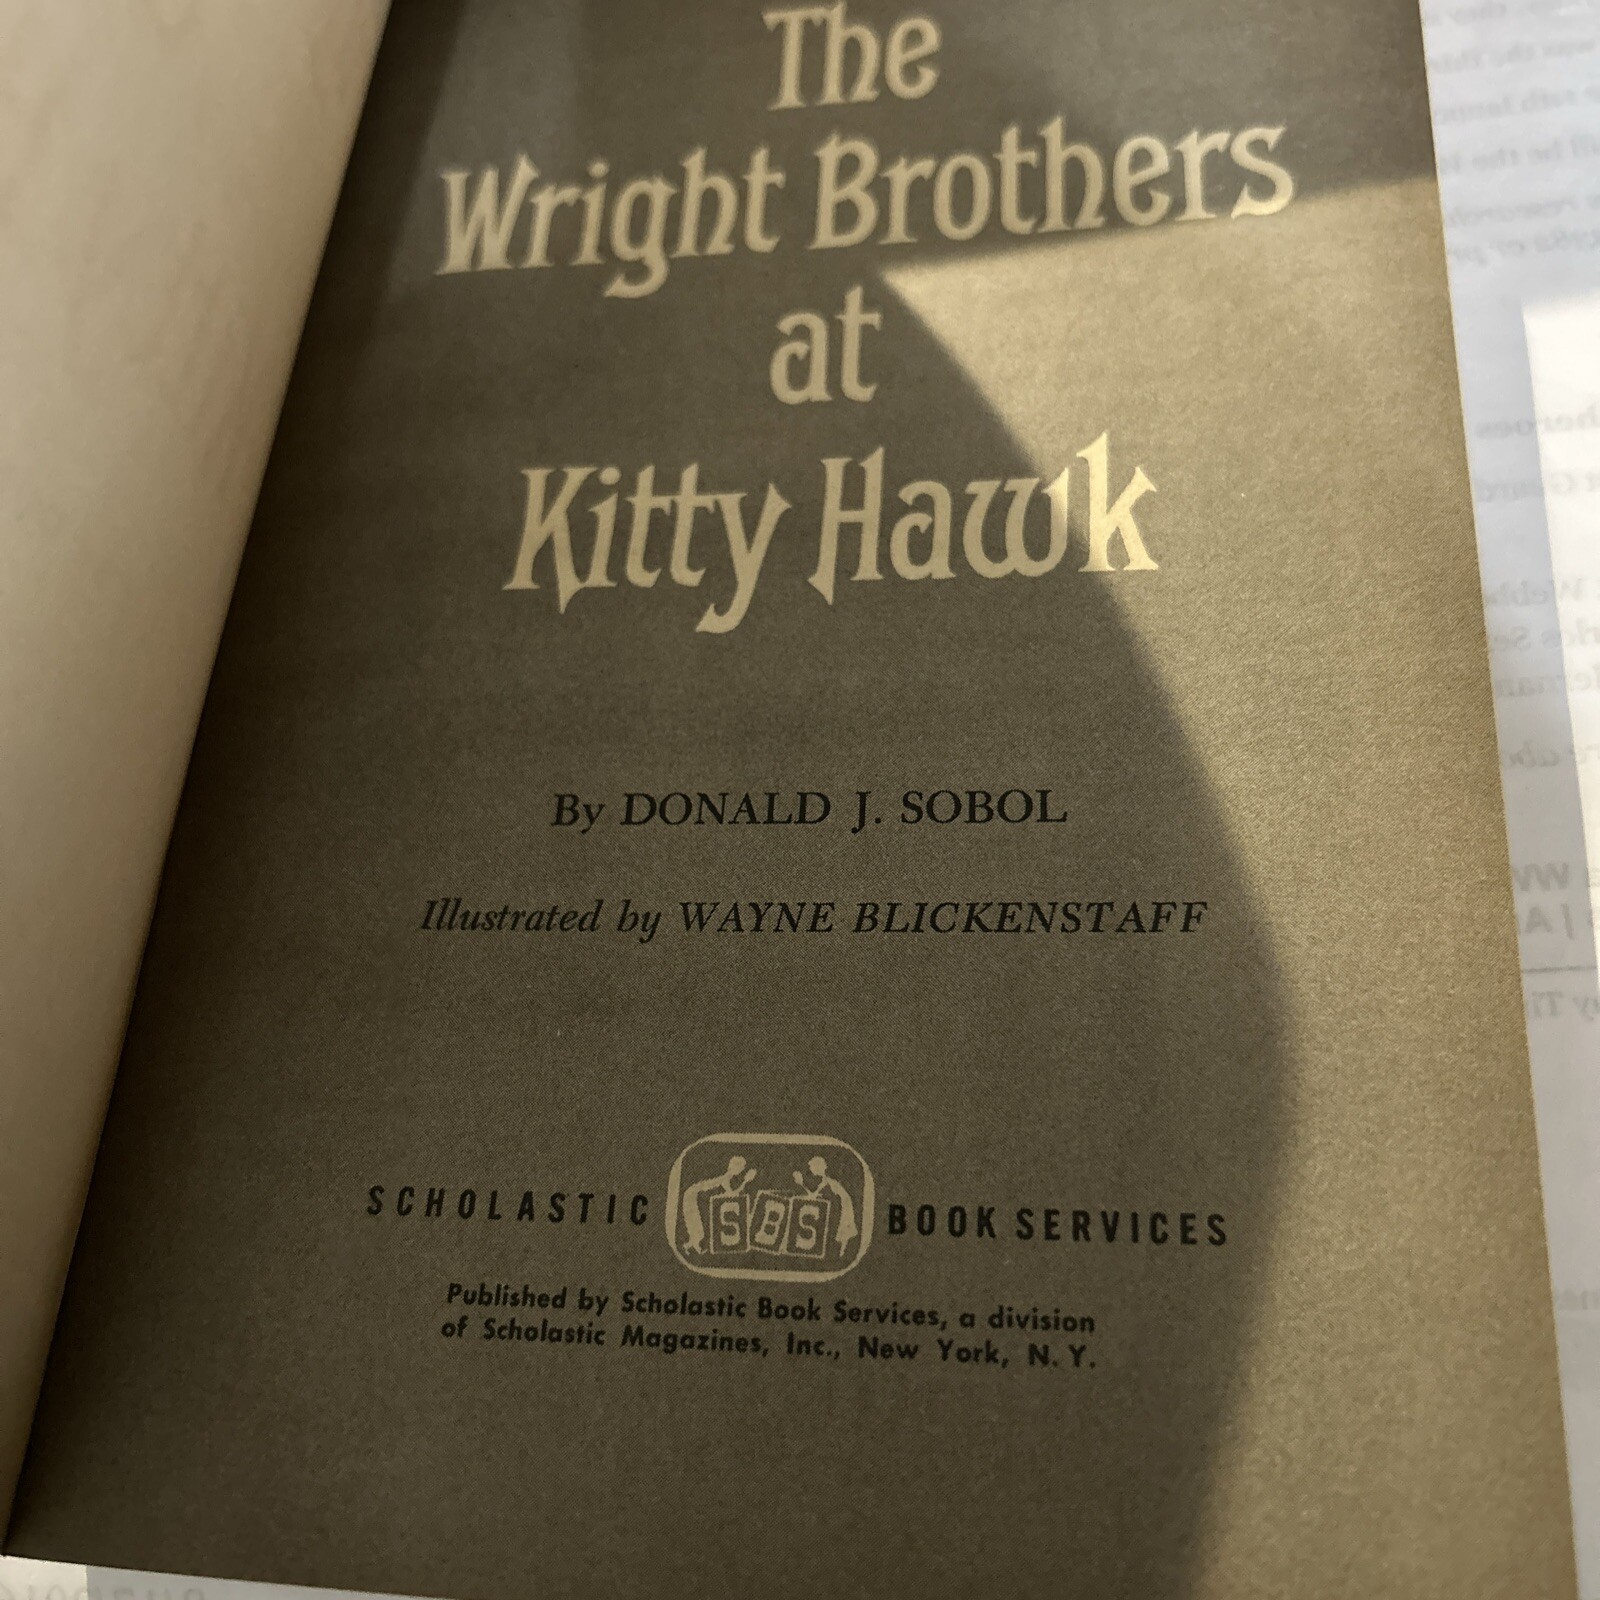 The
Wright Brothers
at
Kitty Hawk
By DONALD J. SOBOL
Illustrated by WAYNE BLICKENSTAFF
SCHOLASTIC SBS BOOK SERVICES
Published by Scholastic Book Services, a division
of Scholastic Magazines, Inc., New York, N. Y.